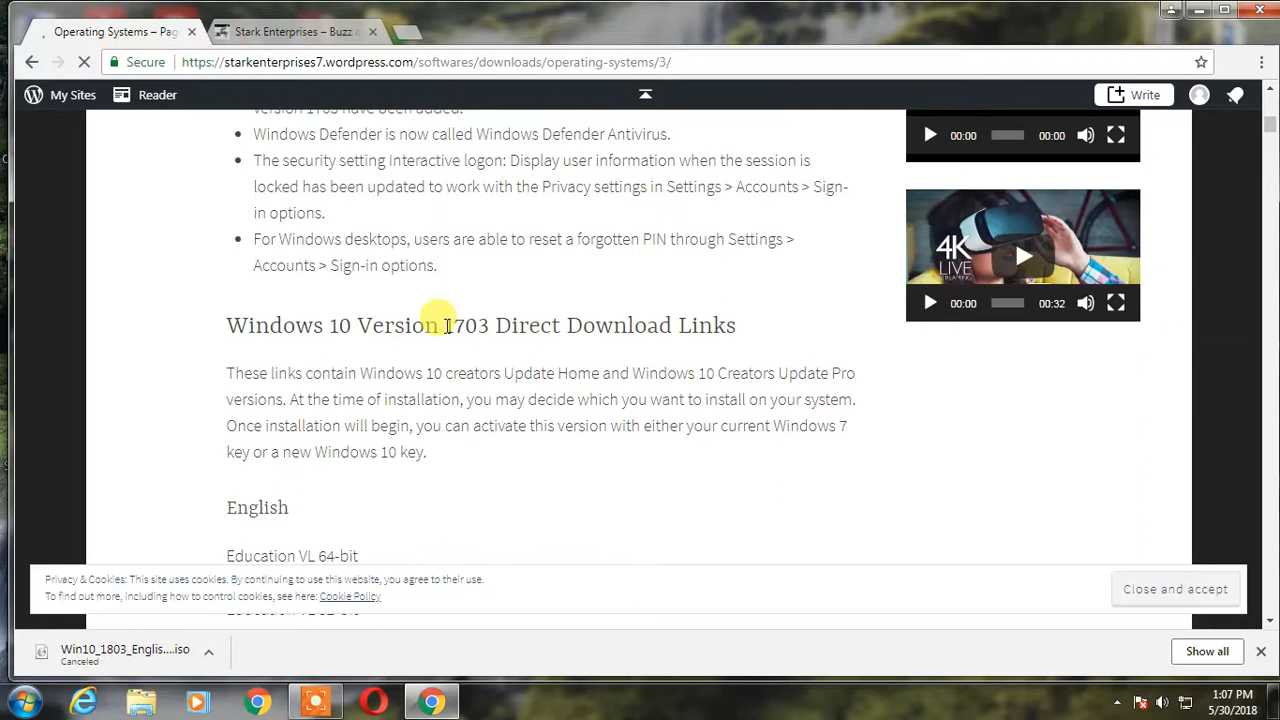 Operating Systems – Pag
Stark Enterprises – Buzz
Secure
https://starkenterprises7.wordpress.com/softwares/downloads/operating-systems/3/
My Sites
Reader
Write
version 1703 have been added.
• Windows Defender is now called Windows Defender Antivirus.
• The security setting Interactive logon: Display user information when the session is
locked has been updated to work with the Privacy settings in Settings > Accounts > Sign-
in options.
• For Windows desktops, users are able to reset a forgotten PIN through Settings >
Accounts > Sign-in options.
00:00 00:00
4K
LIVE
STREAMING
00:00 00:32
Windows 10 Version 1703 Direct Download Links
These links contain Windows 10 creators Update Home and Windows 10 Creators Update Pro
versions. At the time of installation, you may decide which you want to install on your system.
Once installation will begin, you can activate this version with either your current Windows 7
key or a new Windows 10 key.
English
Education VL 64-bit
Privacy & Cookies: This site uses cookies. By continuing to use this website, you agree to their use.
To find out more, including how to control cookies, see here: Cookie Policy
Close and accept
Win10_1803_Englis....iso
Canceled
Show all
1:07 PM
5/30/2018